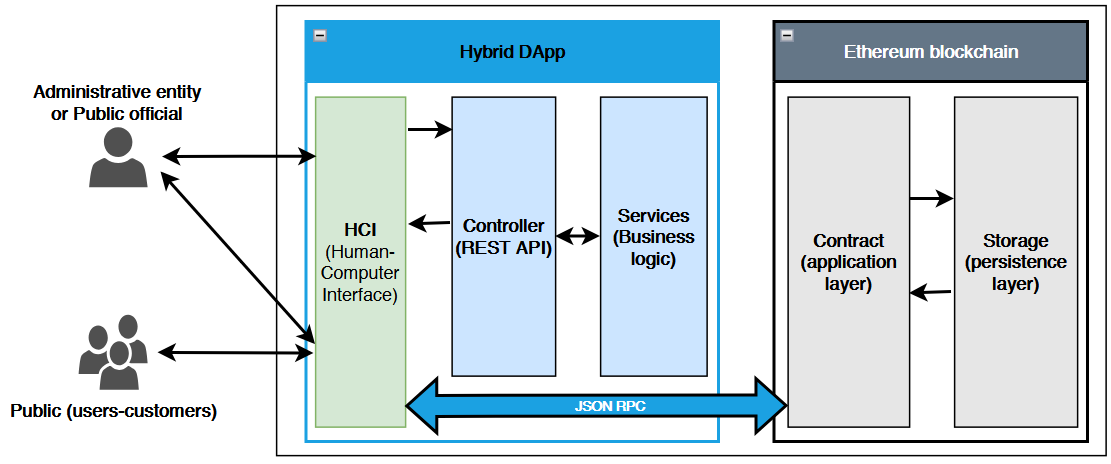 Hybrid DApp
Ethereum blockchain
Administrative entity
or Public official
HCI
(Human-
Computer
Interface)
Controller
(REST API)
Services
(Business
logic)
Contract
(application
layer)
Storage
(persistence
layer)
Public (users-customers)
JSON RPC